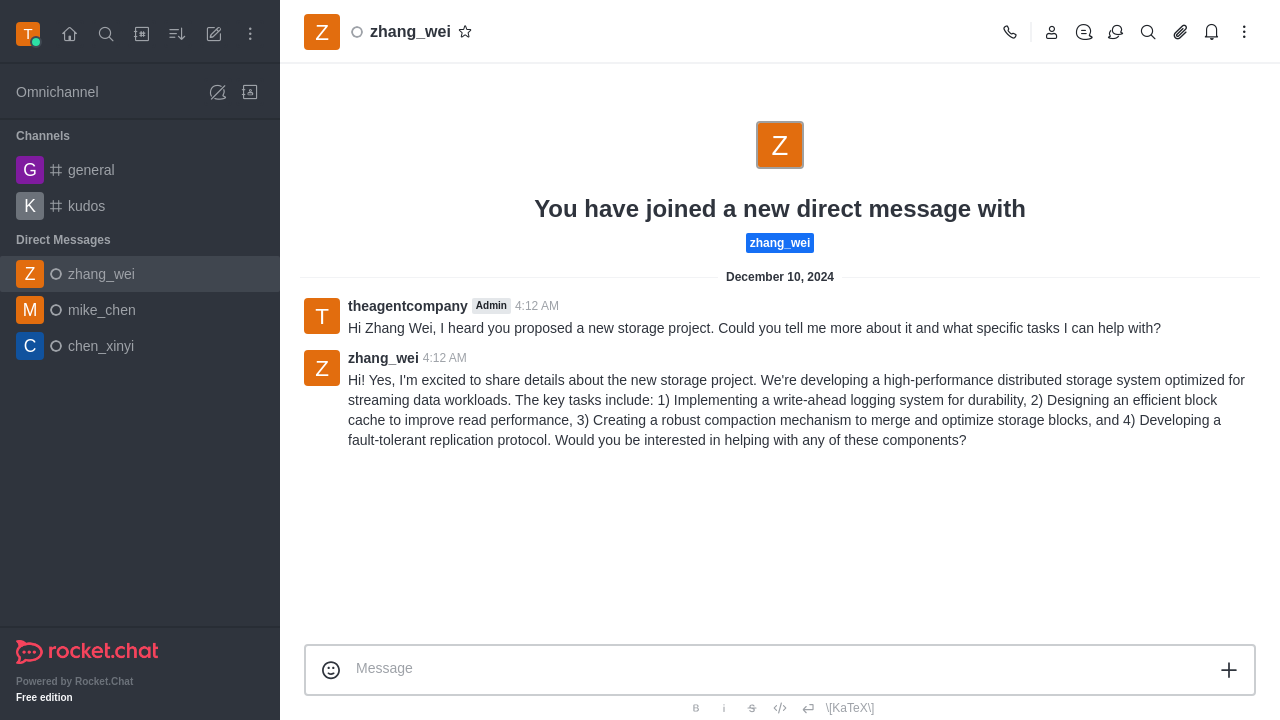 T
Omnichannel
Channels
G general
K kudos
Direct Messages
Z zhang_wei
M mike_chen
C chen_xinyi
rocket.chat
Powered by Rocket.Chat
Free edition
Z zhang_wei
Z
You have joined a new direct message with
zhang_wei
December 10, 2024
T theagentcompany Admin 4:12 AM
Hi Zhang Wei, I heard you proposed a new storage project. Could you tell me more about it and what specific tasks I can help with?
Z zhang_wei 4:12 AM
Hi! Yes, I'm excited to share details about the new storage project. We're developing a high-performance distributed storage system optimized for
streaming data workloads. The key tasks include: 1) Implementing a write-ahead logging system for durability, 2) Designing an efficient block
cache to improve read performance, 3) Creating a robust compaction mechanism to merge and optimize storage blocks, and 4) Developing a
fault-tolerant replication protocol. Would you be interested in helping with any of these components?
Message
B i S </> \[KaTeX\]